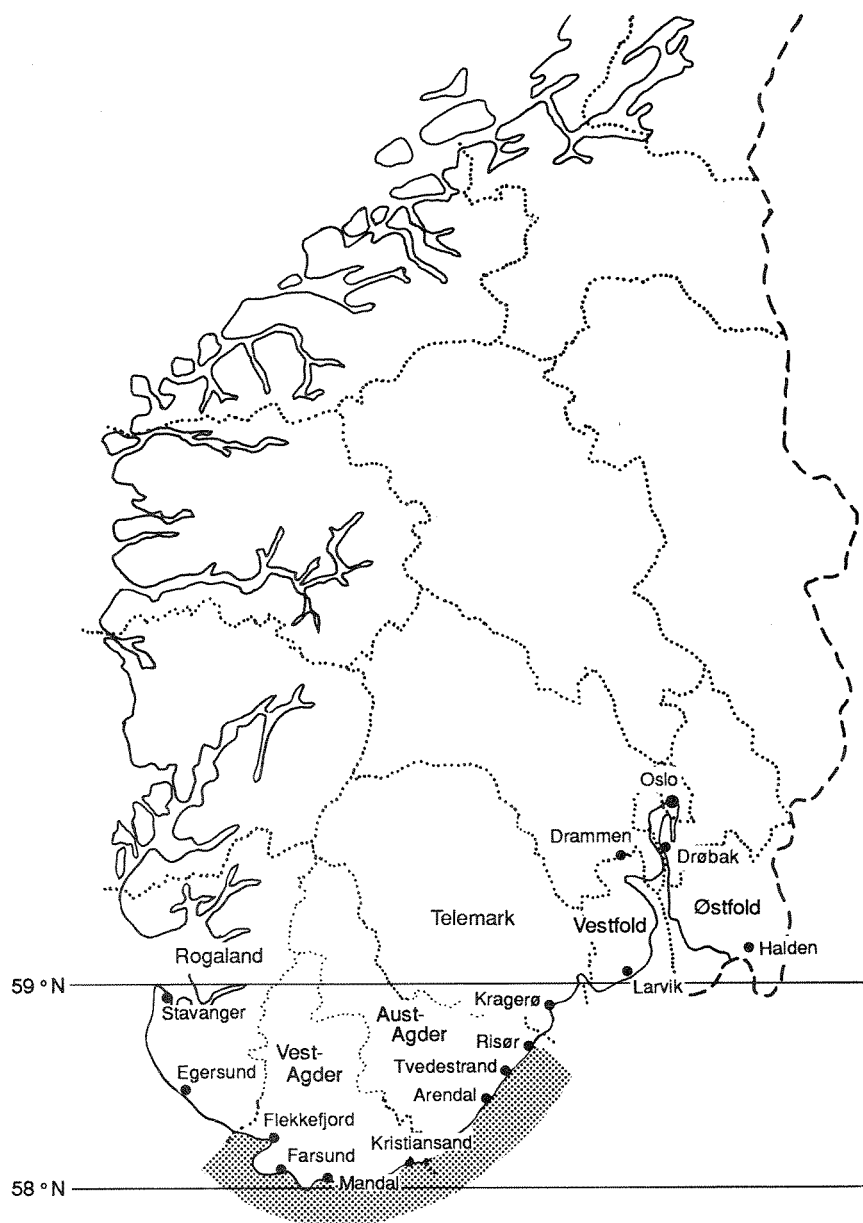 Oslo
Drammen
Drøbak
Østfold
Vestfold
Telemark
Halden
Rogaland
59 ° N
Larvik
Kragerø
Stavanger
Aust-
Agder
Risør
Vest-
Agder
Tvedestrand
Egersund
Arendal
Flekkefjord
Kristiansand
Farsund
Mandal
58 ° N